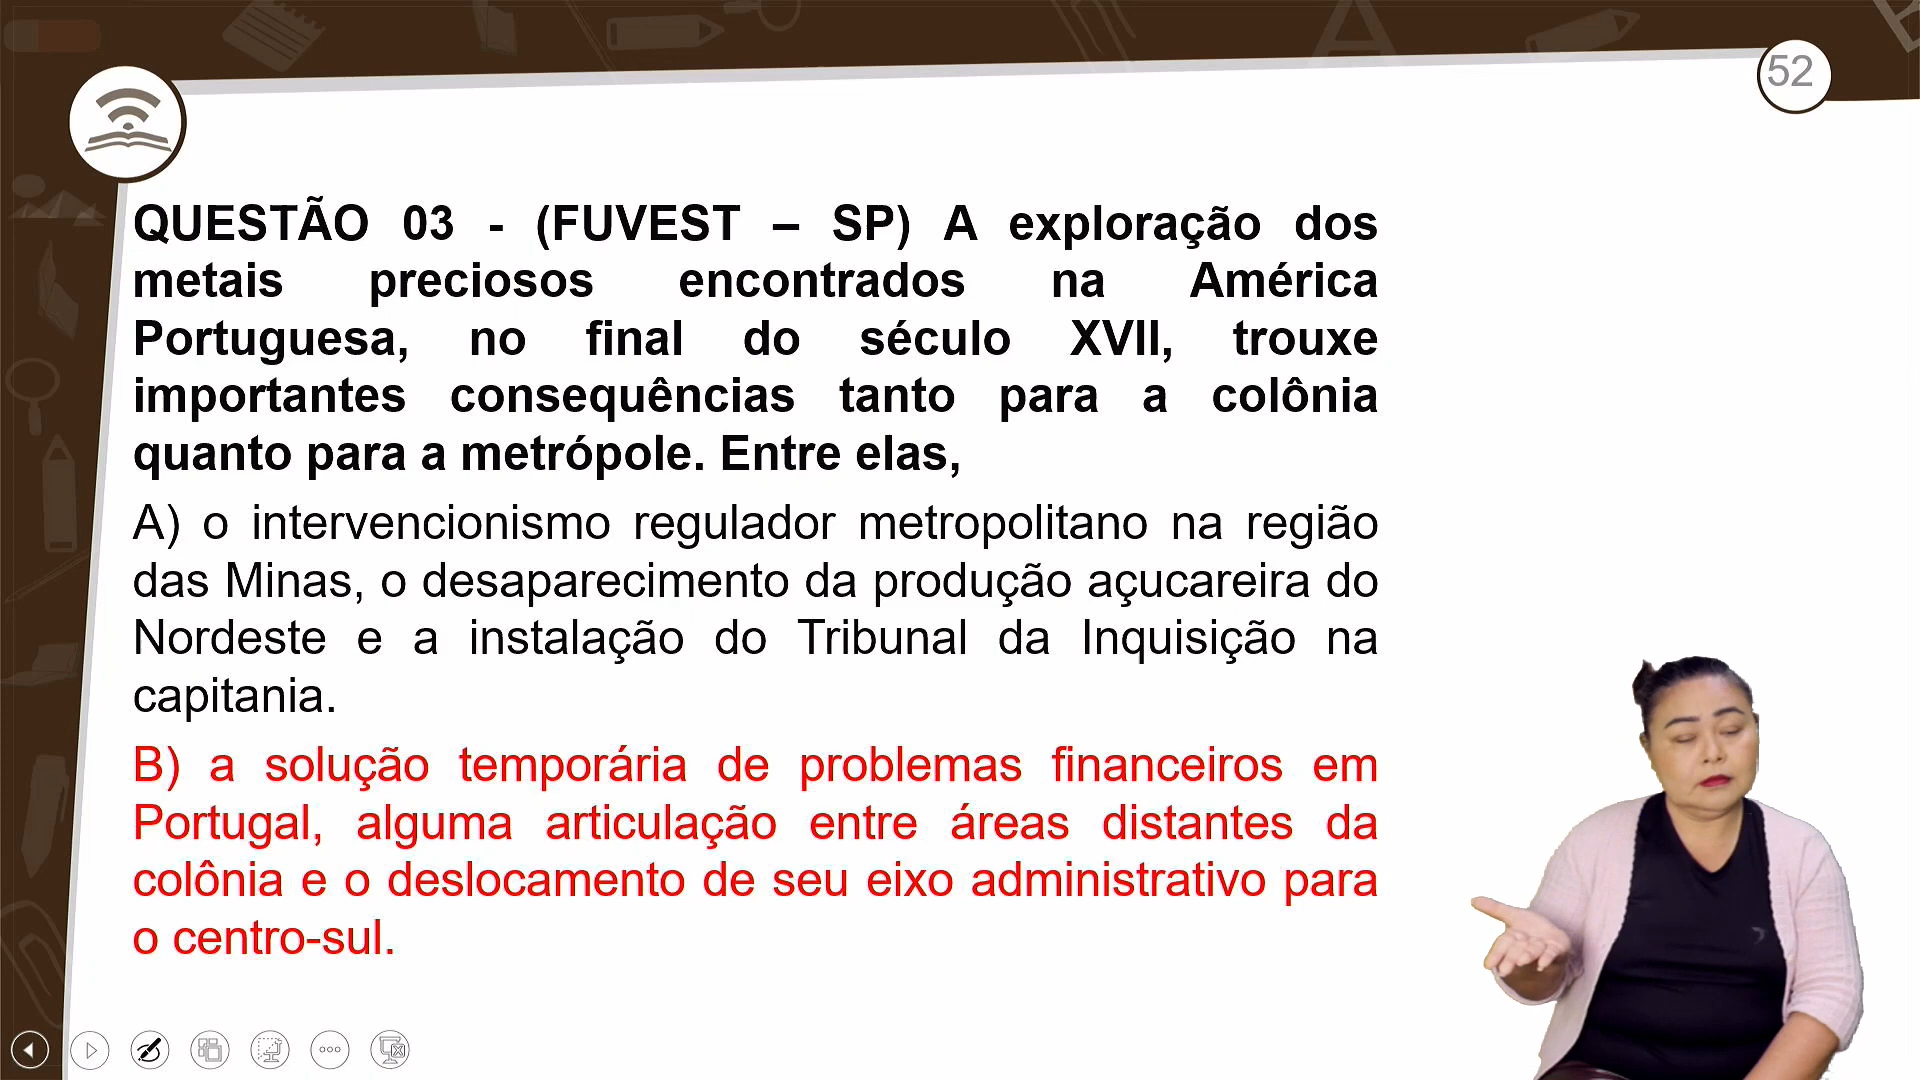 52
QUESTÃO 03 - (FUVEST – SP) A exploração dos
metais preciosos encontrados na América
Portuguesa, no final do século XVII, trouxe
importantes consequências tanto para a colônia
quanto para a metrópole. Entre elas,
A) o intervencionismo regulador metropolitano na região
das Minas, o desaparecimento da produção açucareira do
Nordeste e a instalação do Tribunal da Inquisição na
capitania.
B) a solução temporária de problemas financeiros em
Portugal, alguma articulação entre áreas distantes da
colônia e o deslocamento de seu eixo administrativo para
o centro-sul.